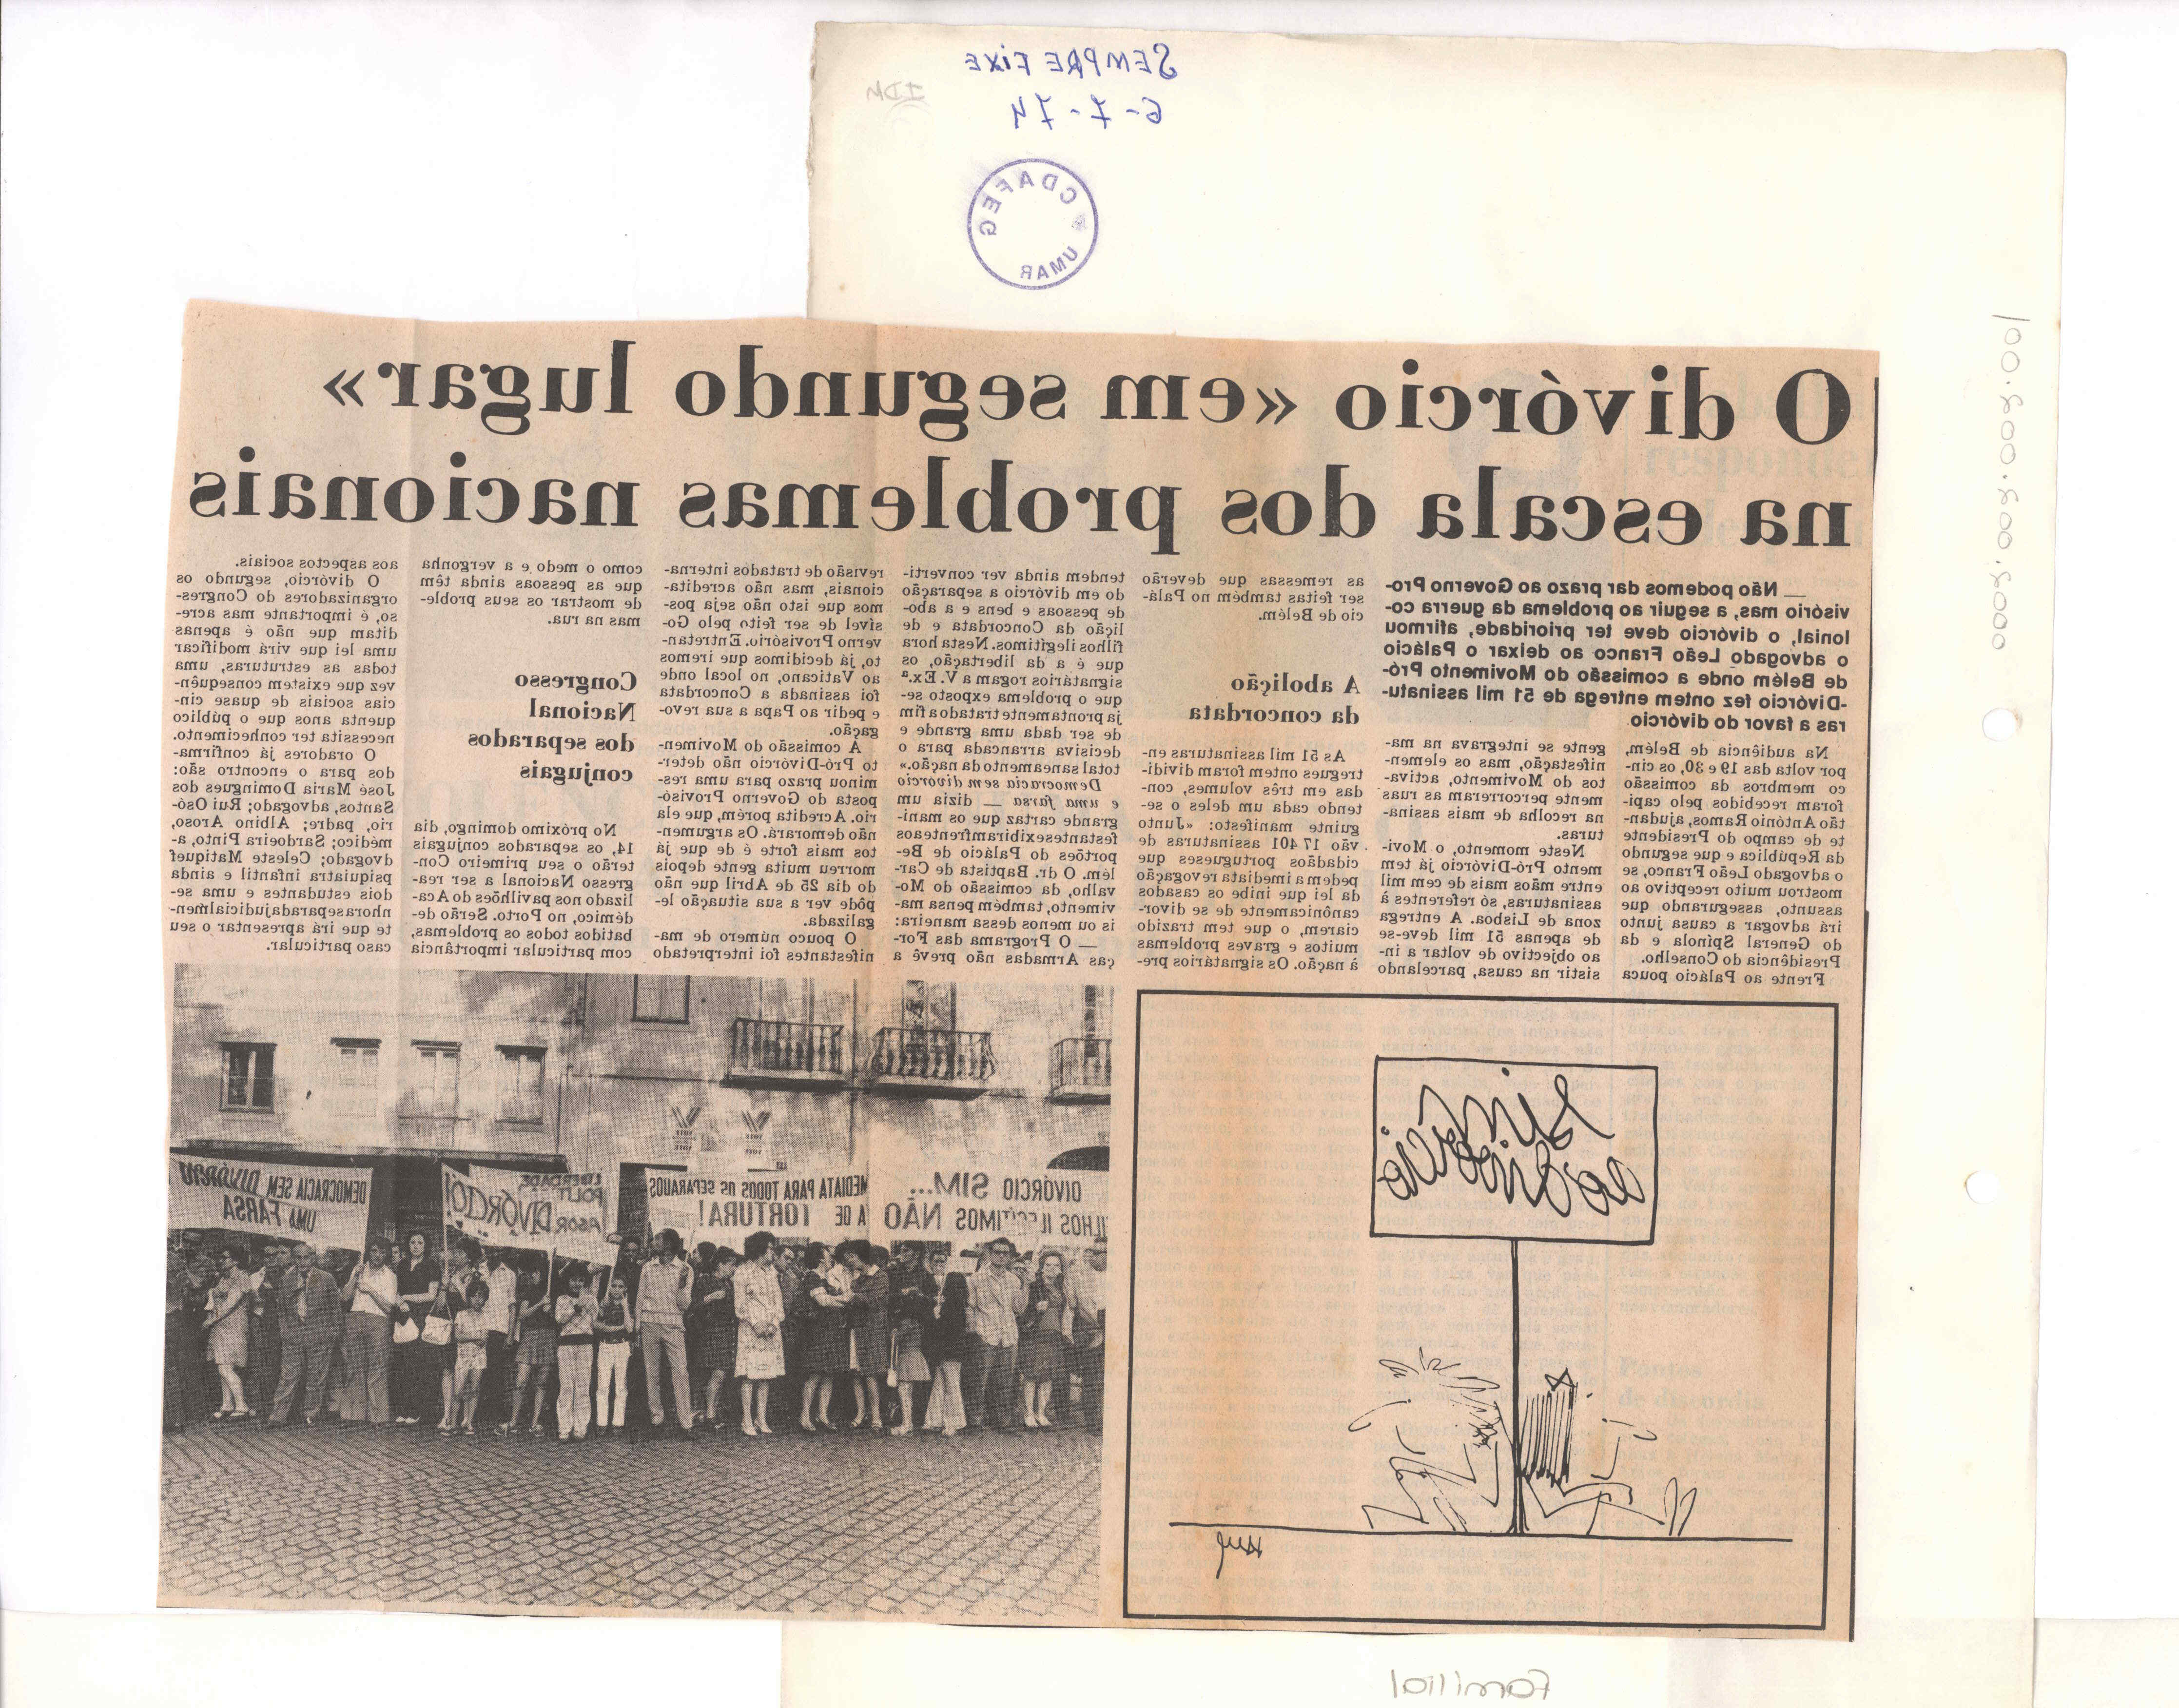 SEMPRE FIXE
6-7-74
IDN
CDAFEG
UMAR
O divórcio «em segundo lugar»
na escala dos problemas nacionais
— Não podemos dar prazo ao Governo Pro-
visório mas, a seguir ao problema da guerra co-
lonial, o divórcio deve ter prioridade, afirmou
o advogado Leão Franco ao deixar o Palácio
de Belém onde a comissão do Movimento Pró-
-Divórcio fez ontem entrega de 51 mil assinatu-
ras a favor do divórcio.
Na audiência de Belém,
por volta das 19 e 30, os cin-
co membros da comissão
foram recebidos pelo capi-
tão António Ramos, ajudan-
te de campo do Presidente
da República e que segundo
o advogado Leão Franco, se
mostrou muito receptivo ao
assunto, assegurando que
irá advogar a causa junto
do General Spínola e da
Presidência do Conselho.
Frente ao Palácio pouca
gente se integrava na ma-
nifestação, mas os elemen-
tos do Movimento, activa-
mente percorreram as ruas
na recolha de mais assina-
turas.
Neste momento, o Movi-
mento Pró-Divórcio já tem
entre mãos mais de cem mil
assinaturas, só referentes à
zona de Lisboa. A entrega
de apenas 51 mil deve-se
ao objectivo de voltar a in-
sistir na causa, parcelando
as remessas que deverão
ser feitas também no Palá-
cio de Belém.
A abolição
da concordata
As 51 mil assinaturas en-
tregues ontem foram dividi-
das em três volumes, con-
tendo cada um deles o se-
guinte manifesto: «Junto
vão 17 401 assinaturas de
cidadãos portugueses que
pedem a imediata revogação
da lei que inibe os casados
canônicamente de se divor-
ciarem, o que tem trazido
muitos e graves problemas
à nação. Os signatários pre-
tendem ainda ver converti-
do em divórcio a separação
de pessoas e bens e a abo-
lição da Concordata e de
filhos ilegítimos. Nesta hora
que é a da libertação, os
signatários rogam a V. Ex.ª
que o problema exposto se-
ja prontamente tratado a fim
de ser dada uma grande e
decisiva arrancada para o
total saneamento da nação.»
Democracia sem divórcio
e uma farsa — dizia um
grande cartaz que os mani-
festantes exibiram frente aos
portões do Palácio de Be-
lém. O dr. Baptista de Car-
valho, da comissão do Mo-
vimento, também pensa ma-
is ou menos dessa maneira:
— O Programa das For-
ças Armadas não prevê a
revisão de tratados interna-
cionais, mas não acredita-
mos que isto não seja pos-
sível de ser feito pelo Go-
verno Provisório. Entretan-
to, já decidimos que iremos
ao Vaticano, no local onde
foi assinada a Concordata
e pedir ao Papa a sua revo-
gação.
A comissão do Movimen-
to Pró-Divórcio não deter-
minou prazo para uma res-
posta do Governo Provisó-
rio. Acredita porém, que ela
não demorará. Os argumen-
tos mais forte é de que já
morreu muita gente depois
do dia 25 de Abril que não
pôde ver a sua situação le-
galizada.
O pouco número de ma-
nifestantes foi interpretado
como o medo e a vergonha
que as pessoas ainda têm
de mostrar os seus proble-
mas na rua.
Congresso
Nacional
dos separados
conjugais
No próximo domingo, dia
14, os separados conjugais
terão o seu primeiro Con-
gresso Nacional a ser rea-
lizado nos pavilhões do Aca-
démico, no Porto. Serão de-
batidos todos os problemas,
com particular importância
aos aspectos sociais.
O divórcio, segundo os
organizadores do Congres-
so, é importante mas acre-
ditam que não é apenas
uma lei que virá modificar
todas as estruturas, uma
vez que existem consequên-
cias sociais de quase cin-
quenta anos que o público
necessita ter conhecimento.
O oradores já confirma-
dos para o encontro são:
José Maria Domingues dos
Santos, advogado; Rui Osó-
rio, padre; Albino Aroso,
médico; Sardoeira Pinto, a-
dvogado; Celeste Matiquef
psiquiatra infantil e ainda
dois estudantes e uma se-
nhora separada judicialmen-
te que irá apresentar o seu
caso particular.
Sim
ao divórcio
DIVÓRCIO SIM...
FILHOS ILEGÍTIMOS NÃO
MEDIATA PARA TODOS OS SEPARADOS
A DE TORTURA!
LIBERDADE
POLIT
AGOR DIVÓRCIO!
DEMOCRACIA SEM DIVÓRCIO
UMA FARSA
VOTE
VOTE
Familial
0002.002.0002.001